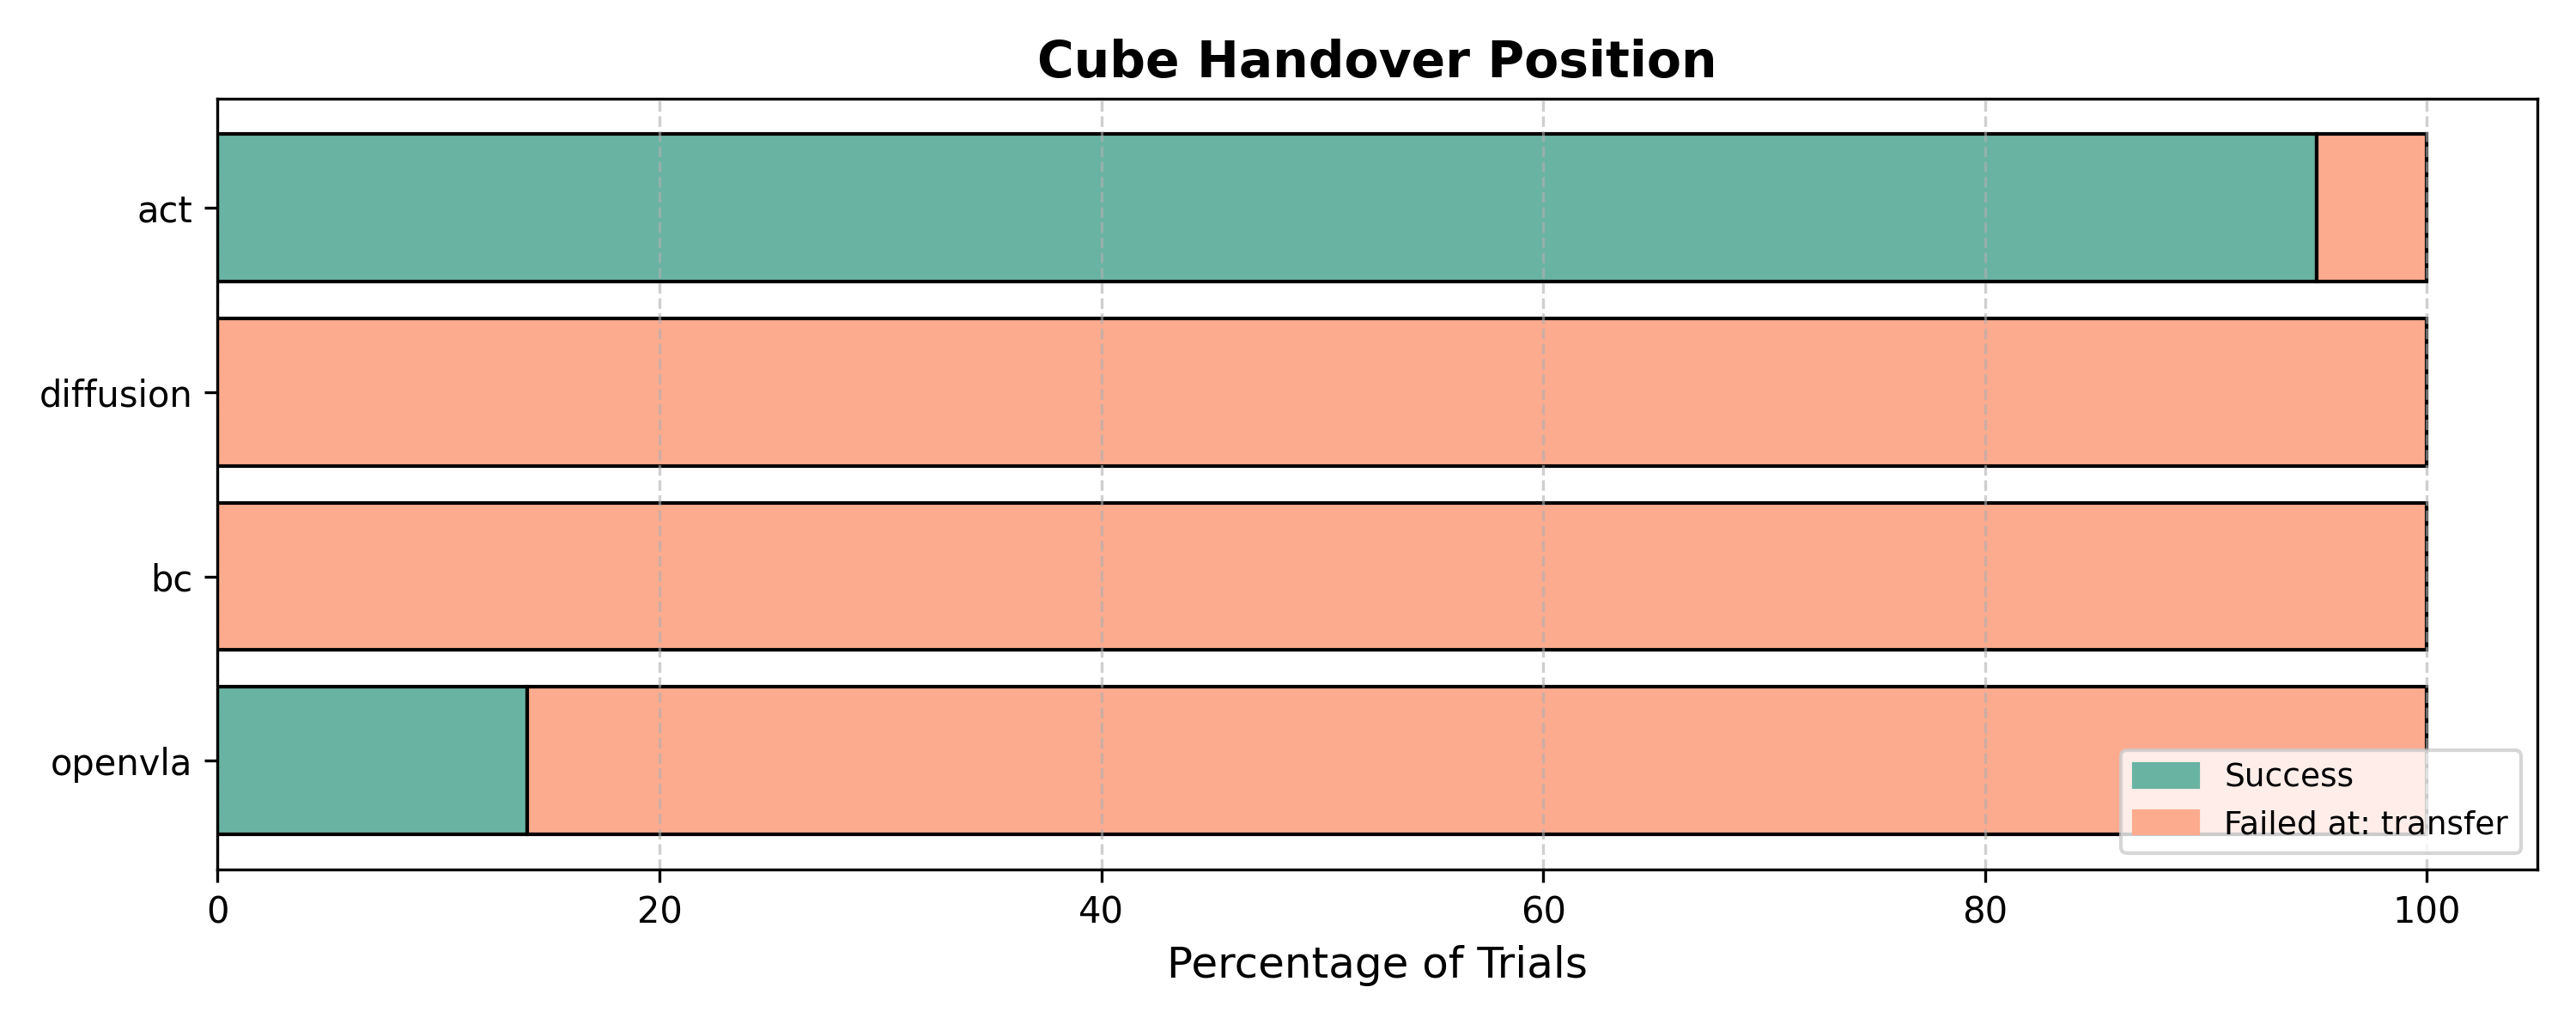 Cube Handover Position
act
diffusion
bc
openvla
Success
Failed at: transfer
0 20 40 60 80 100
Percentage of Trials